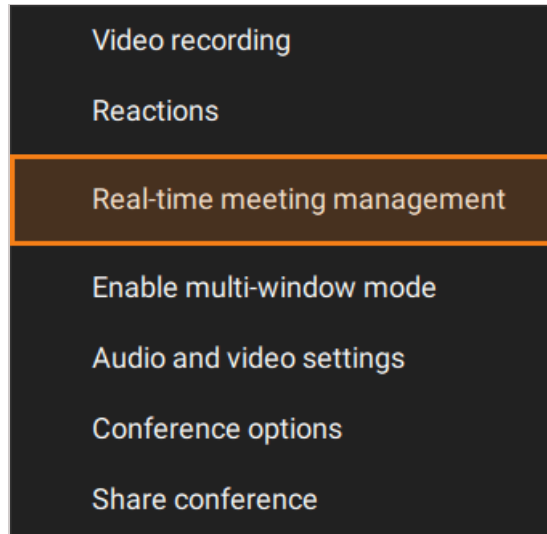 Video recording
Reactions
Real-time meeting management
Enable multi-window mode
Audio and video settings
Conference options
Share conference